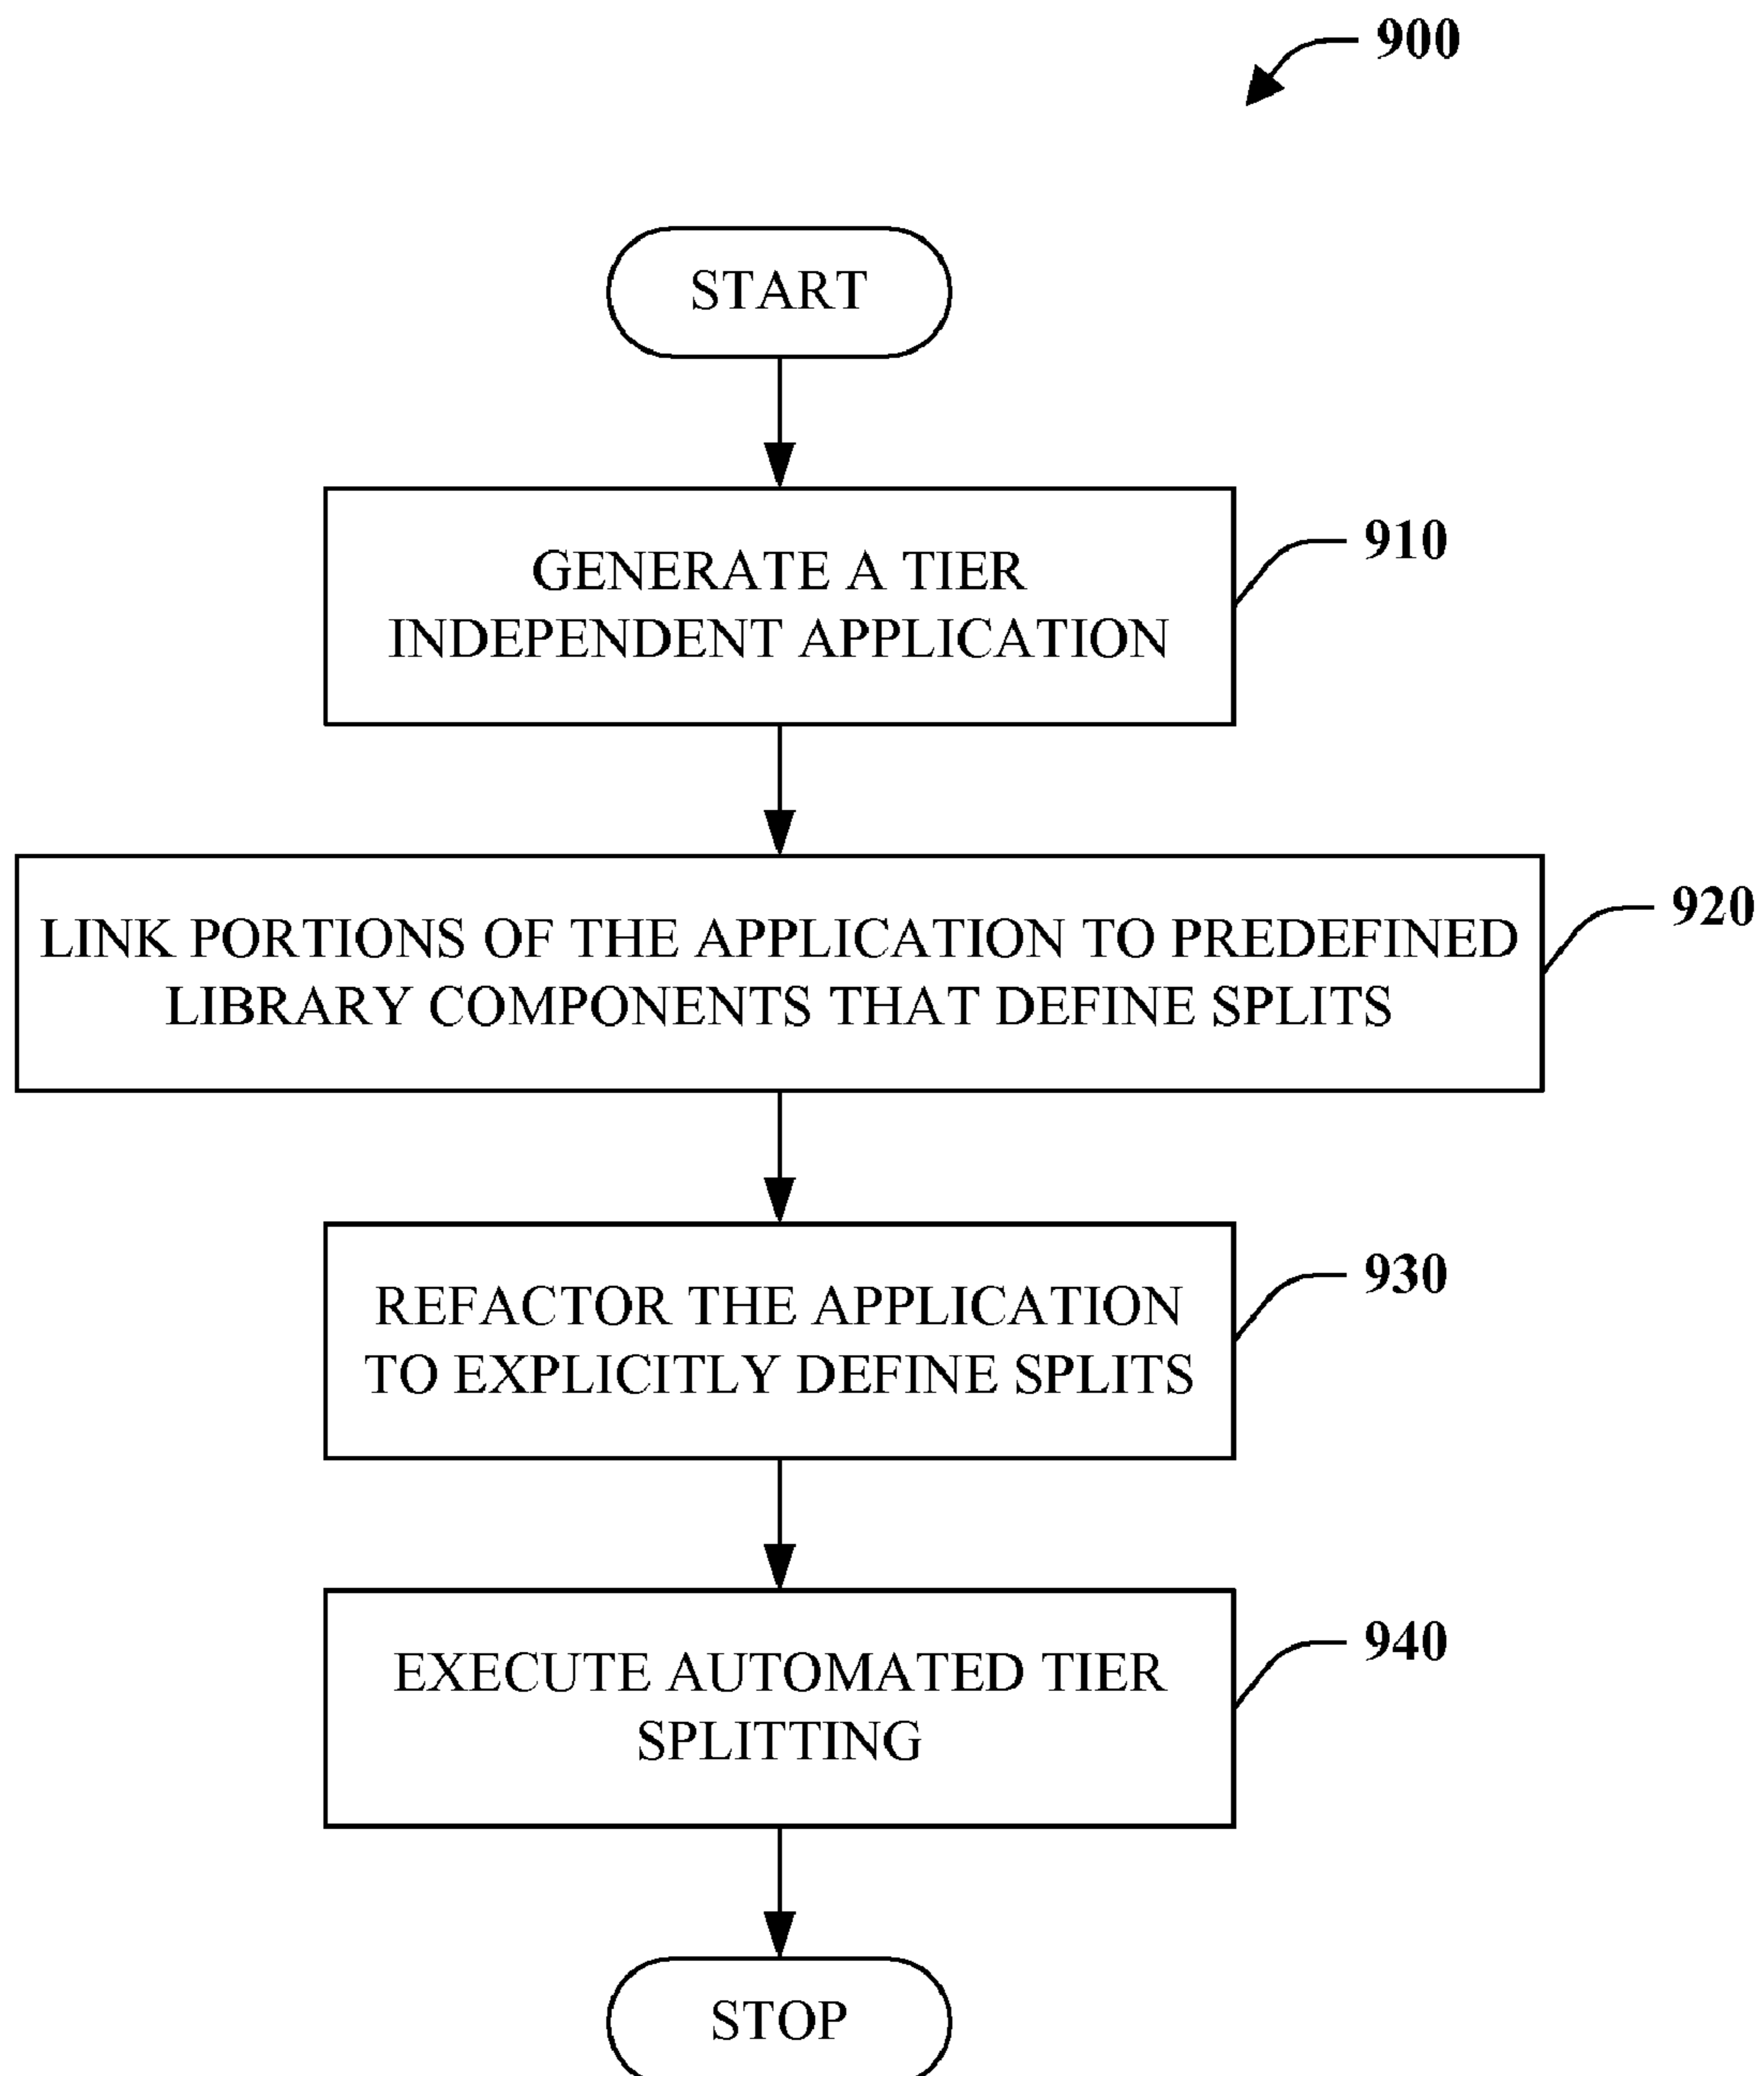 900
START
GENERATE A TIER
INDEPENDENT APPLICATION
910
LINK PORTIONS OF THE APPLICATION TO PREDEFINED
LIBRARY COMPONENTS THAT DEFINE SPLITS
920
REFACTOR THE APPLICATION
TO EXPLICITLY DEFINE SPLITS
930
EXECUTE AUTOMATED TIER
SPLITTING
940
STOP